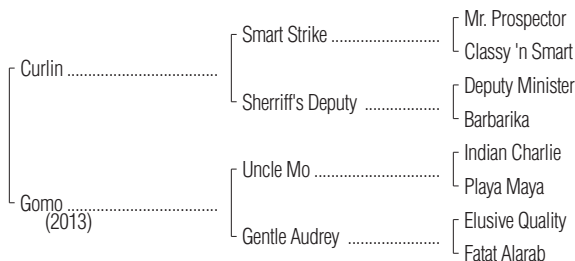 Mr. Prospector
Smart Strike ............................
Classy 'n Smart
Curlin .......................................
Deputy Minister
Sherriff's Deputy ...................
Barbarika
Indian Charlie
Uncle Mo ................................
Playa Maya
Gomo .......................................
(2013)
Elusive Quality
Gentle Audrey .......................
Fatat Alarab